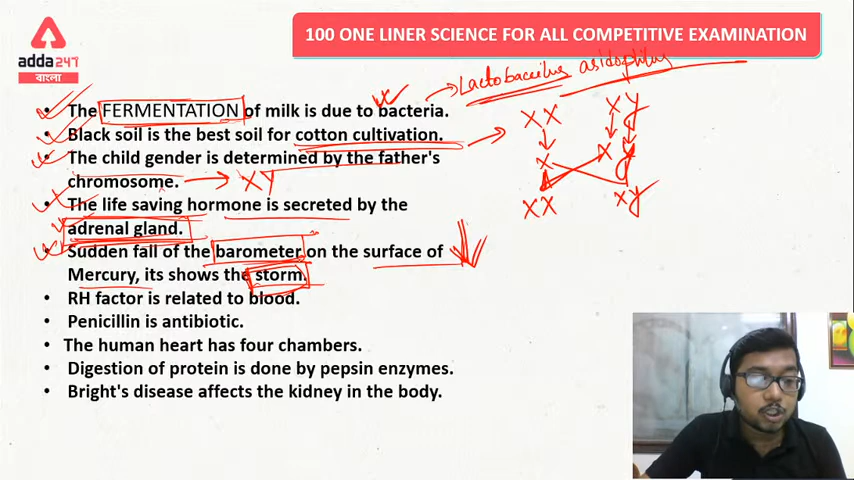 100 ONE LINER SCIENCE FOR ALL COMPETITIVE EXAMINATION
adda247
বাংলা
Lactobacillus asidophilus
• The FERMENTATION of milk is due to bacteria.
• Black soil is the best soil for cotton cultivation.
• The child gender is determined by the father's
chromosome. → XY
• The life saving hormone is secreted by the
adrenal gland.
• Sudden fall of the barometer on the surface of
Mercury, its shows the storm.
• RH factor is related to blood.
• Penicillin is antibiotic.
• The human heart has four chambers.
• Digestion of protein is done by pepsin enzymes.
• Bright's disease affects the kidney in the body.
XX XY
X X Y
XX XY